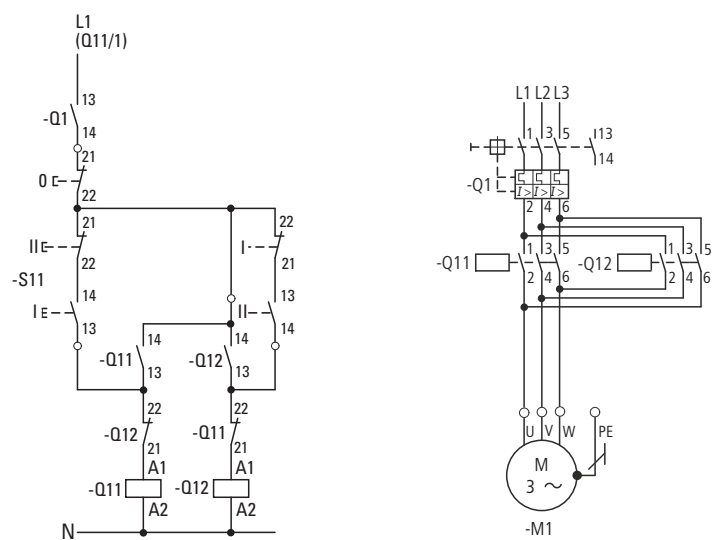 L1
(Q11/1)
L1 L2 L3
13
-Q1
14
1 3 5 13
14
21
0
22
-Q1
I> I> I>
2 4 6
21
II
22
22
I
21
-S11
14
I
13
13
II
14
-Q11
1 3 5
2 4 6
-Q12
1 3 5
2 4 6
14
-Q11
13
14
-Q12
13
22
-Q12
21
22
-Q11
21
U V W PE
A1
-Q11
A2
A1
-Q12
A2
M
3 ~
N
-M1